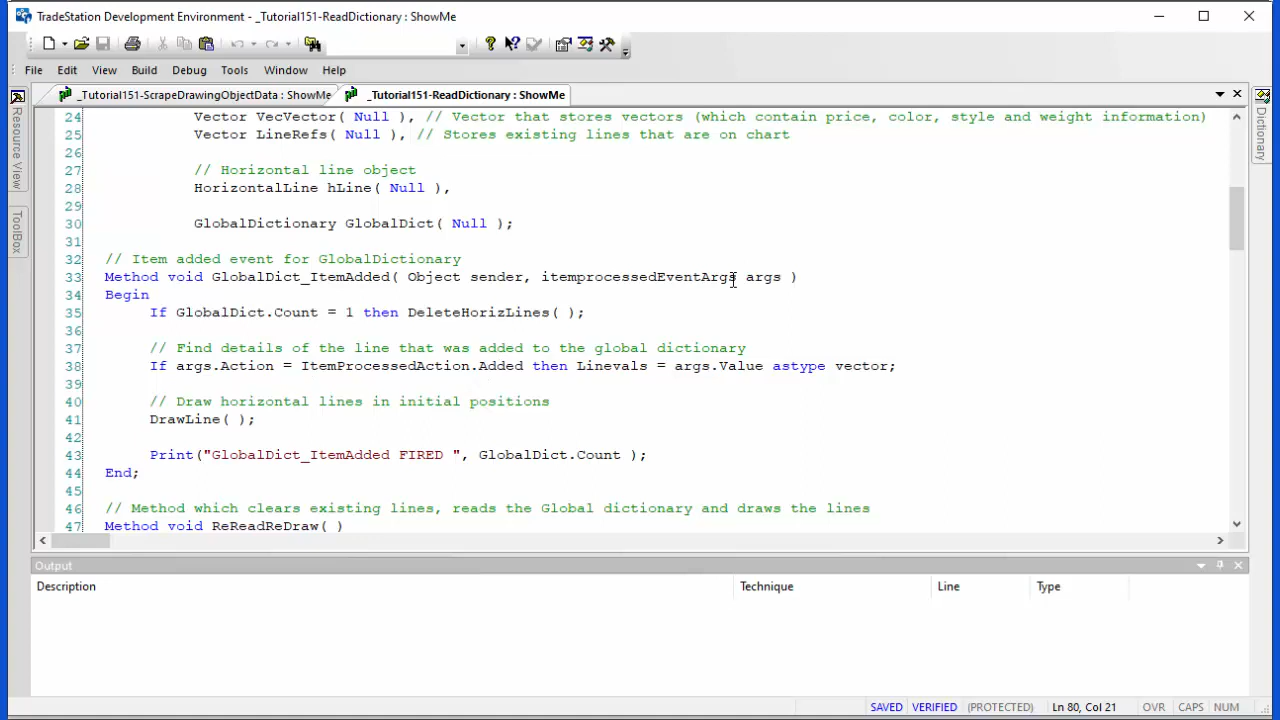 TradeStation Development Environment - _Tutorial151-ReadDictionary : ShowMe
File Edit View Build Debug Tools Window Help
_Tutorial151-ScrapeDrawingObjectData : ShowMe _Tutorial151-ReadDictionary : ShowMe
Resource View
ToolBox
Dictionary
24 Vector VecVector( Null ), // Vector that stores vectors (which contain price, color, style and weight information)
25 Vector LineRefs( Null ), // Stores existing lines that are on chart
26
27 // Horizontal line object
28 HorizontalLine hLine( Null ),
29
30 GlobalDictionary GlobalDict( Null );
31
32 // Item added event for GlobalDictionary
33 Method void GlobalDict_ItemAdded( Object sender, itemprocessedEventArgs args )
34 Begin
35 If GlobalDict.Count = 1 then DeleteHorizLines( );
36
37 // Find details of the line that was added to the global dictionary
38 If args.Action = ItemProcessedAction.Added then Linevals = args.Value astype vector;
39
40 // Draw horizontal lines in initial positions
41 DrawLine( );
42
43 Print("GlobalDict_ItemAdded FIRED ", GlobalDict.Count );
44 End;
45
46 // Method which clears existing lines, reads the Global dictionary and draws the lines
47 Method void ReReadReDraw( )
Output
Description Technique Line Type
SAVED VERIFIED (PROTECTED) Ln 80, Col 21 OVR CAPS NUM